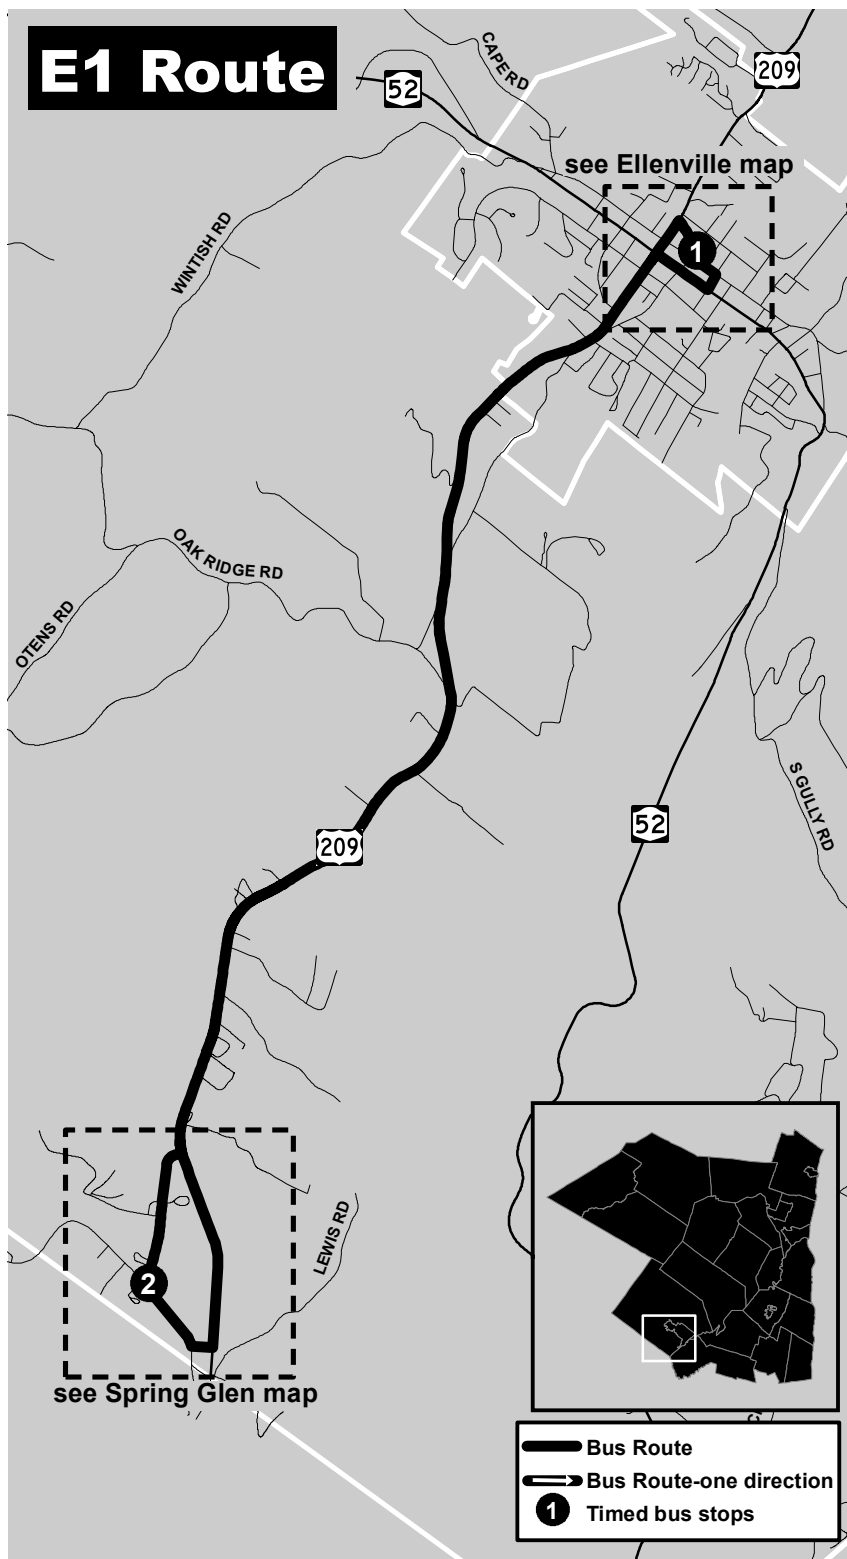 E1 Route
52
CAPE RD
209
see Ellenville map
WINTISH RD
1
OAK RIDGE RD
OTENS RD
S GULLY RD
52
209
LEWIS RD
2
see Spring Glen map
Bus Route
Bus Route-one direction
1 Timed bus stops